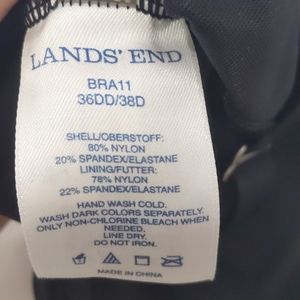 LANDS' END
BRA11
36DD/38D
SHELL/OBERSTOFF:
80% NYLON
20% SPANDEX/ELASTANE
LINING/FUTTER:
78% NYLON
22% SPANDEX/ELASTANE
HAND WASH COLD.
WASH DARK COLORS SEPARATELY.
ONLY NON-CHLORINE BLEACH WHEN
NEEDED.
LINE DRY.
DO NOT IRON.
MADE IN CHINA